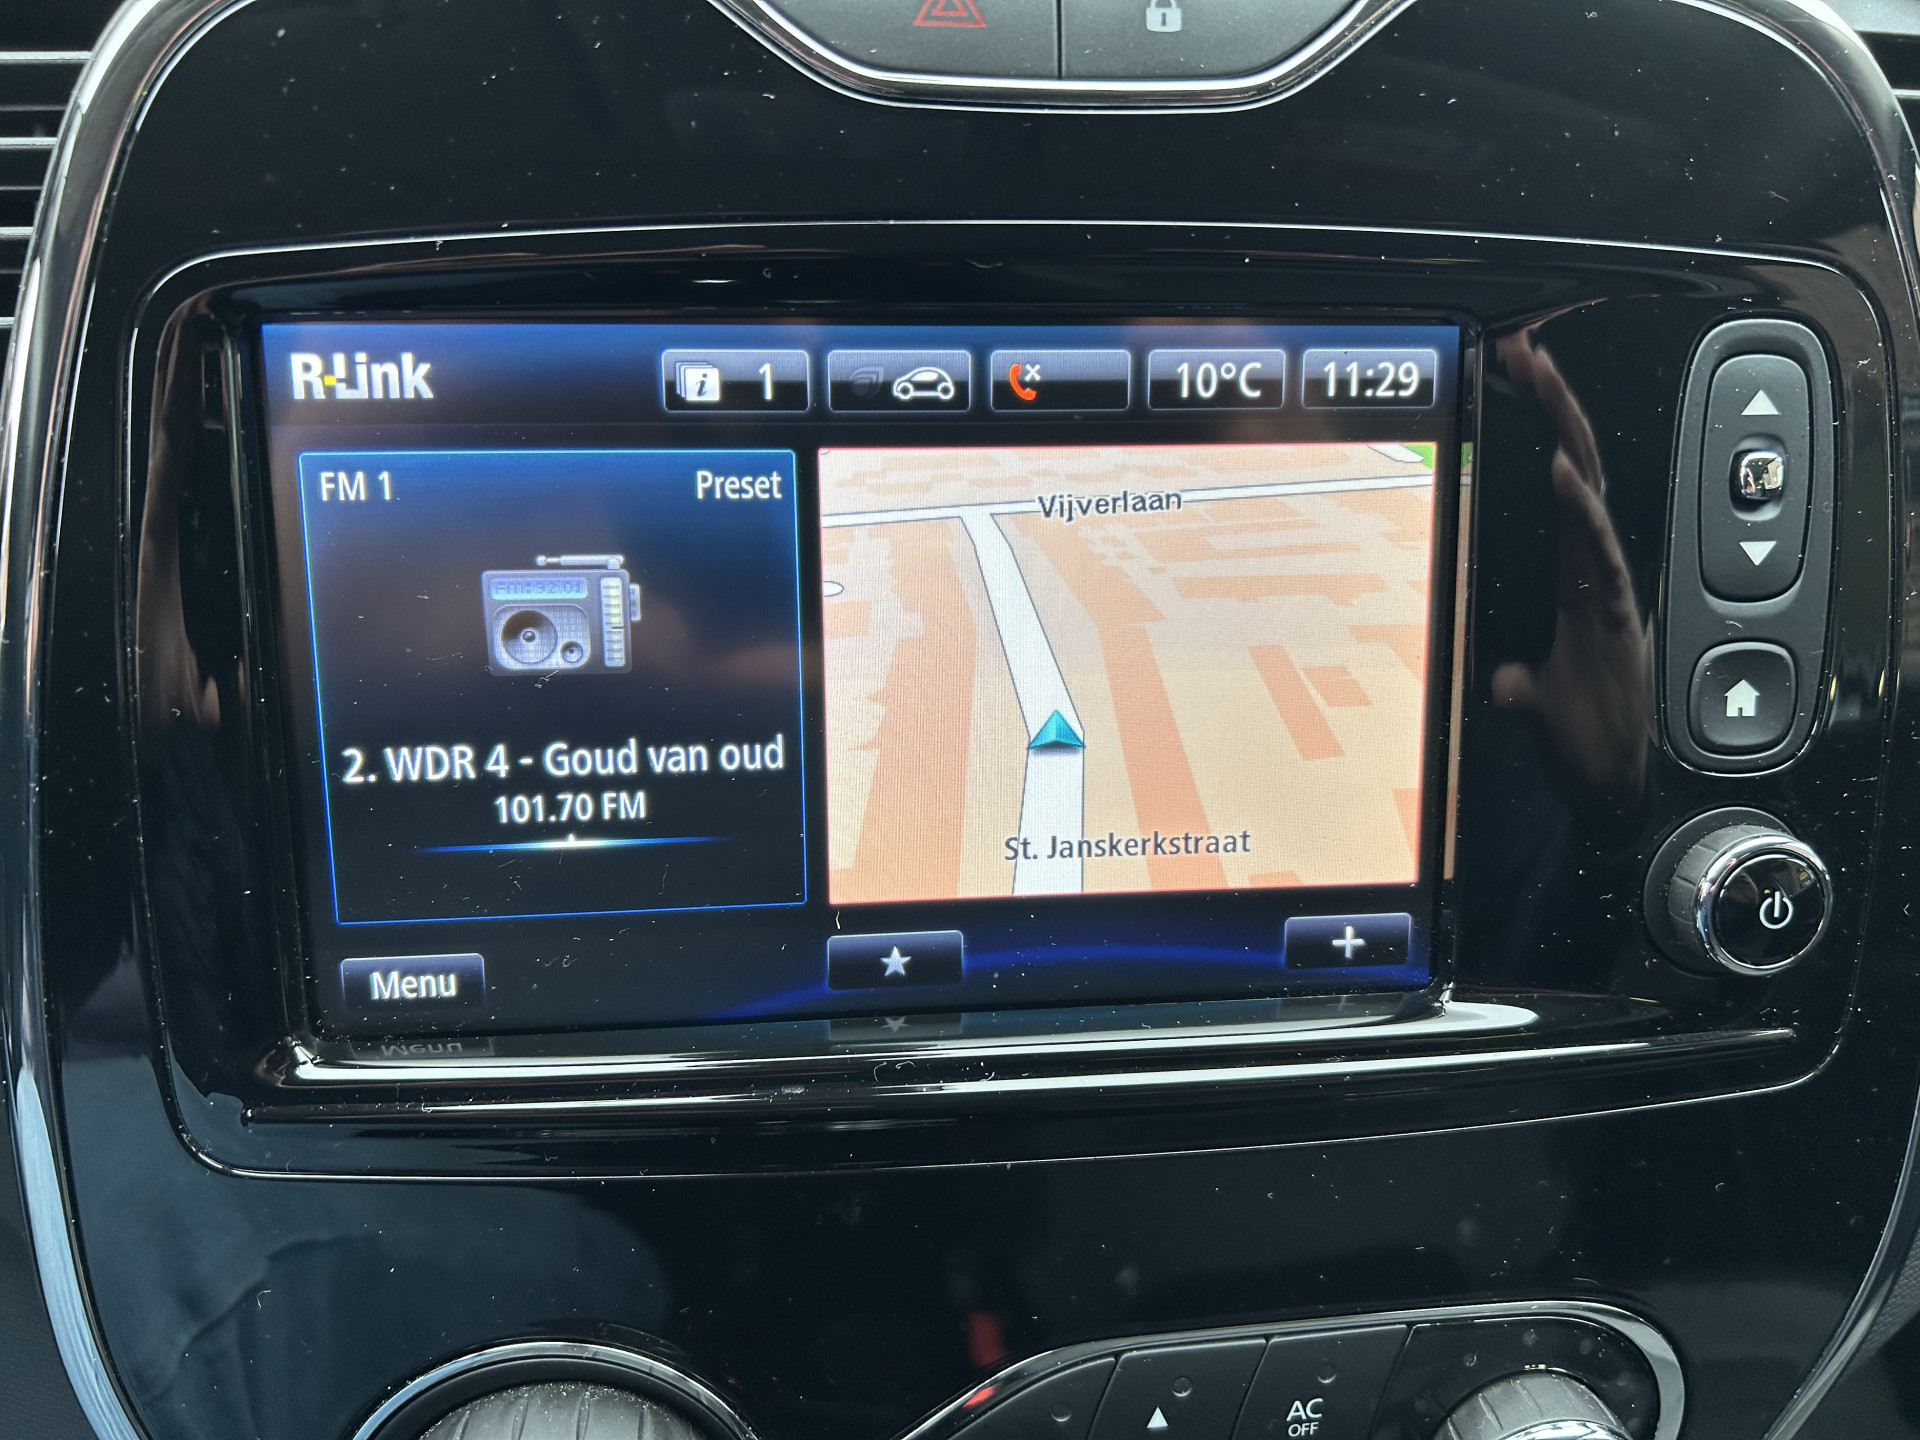 R-Link
1
10°C
11:29
FM 1
Preset
2. WDR 4 - Goud van oud
101.70 FM
Vijverlaan
St. Janskerkstraat
Menu
AC
OFF